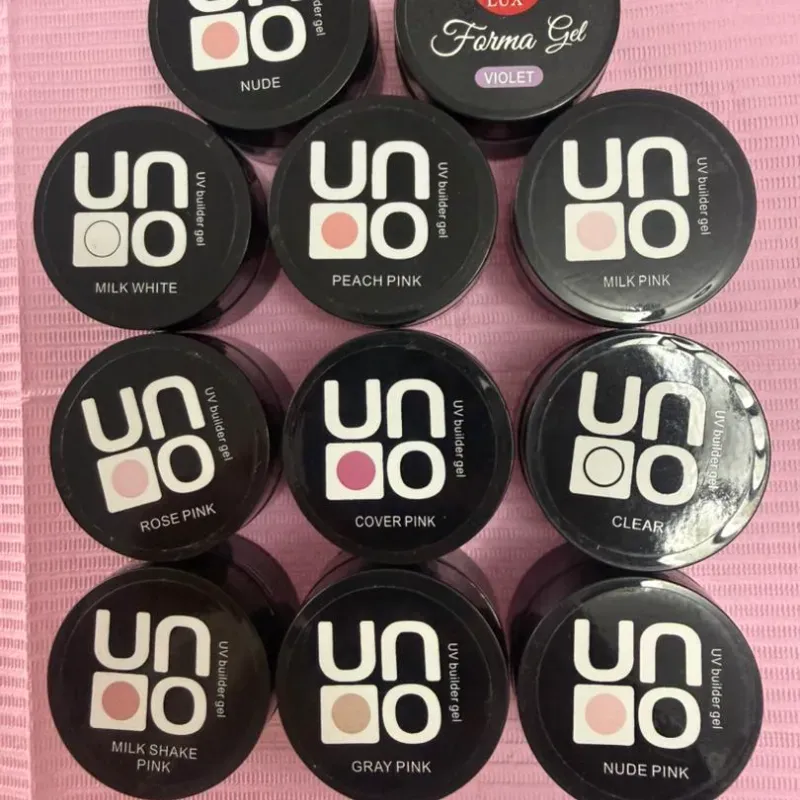 UNO
UV builder gel
NUDE
LUX
Forma Gel
VIOLET
UNO
UV builder gel
MILK WHITE
UNO
UV builder gel
PEACH PINK
UNO
UV builder gel
MILK PINK
UNO
UV builder gel
ROSE PINK
UNO
UV builder gel
COVER PINK
UNO
UV builder gel
CLEAR
UNO
UV builder gel
MILK SHAKE
PINK
UNO
UV builder gel
GRAY PINK
UNO
UV builder gel
NUDE PINK